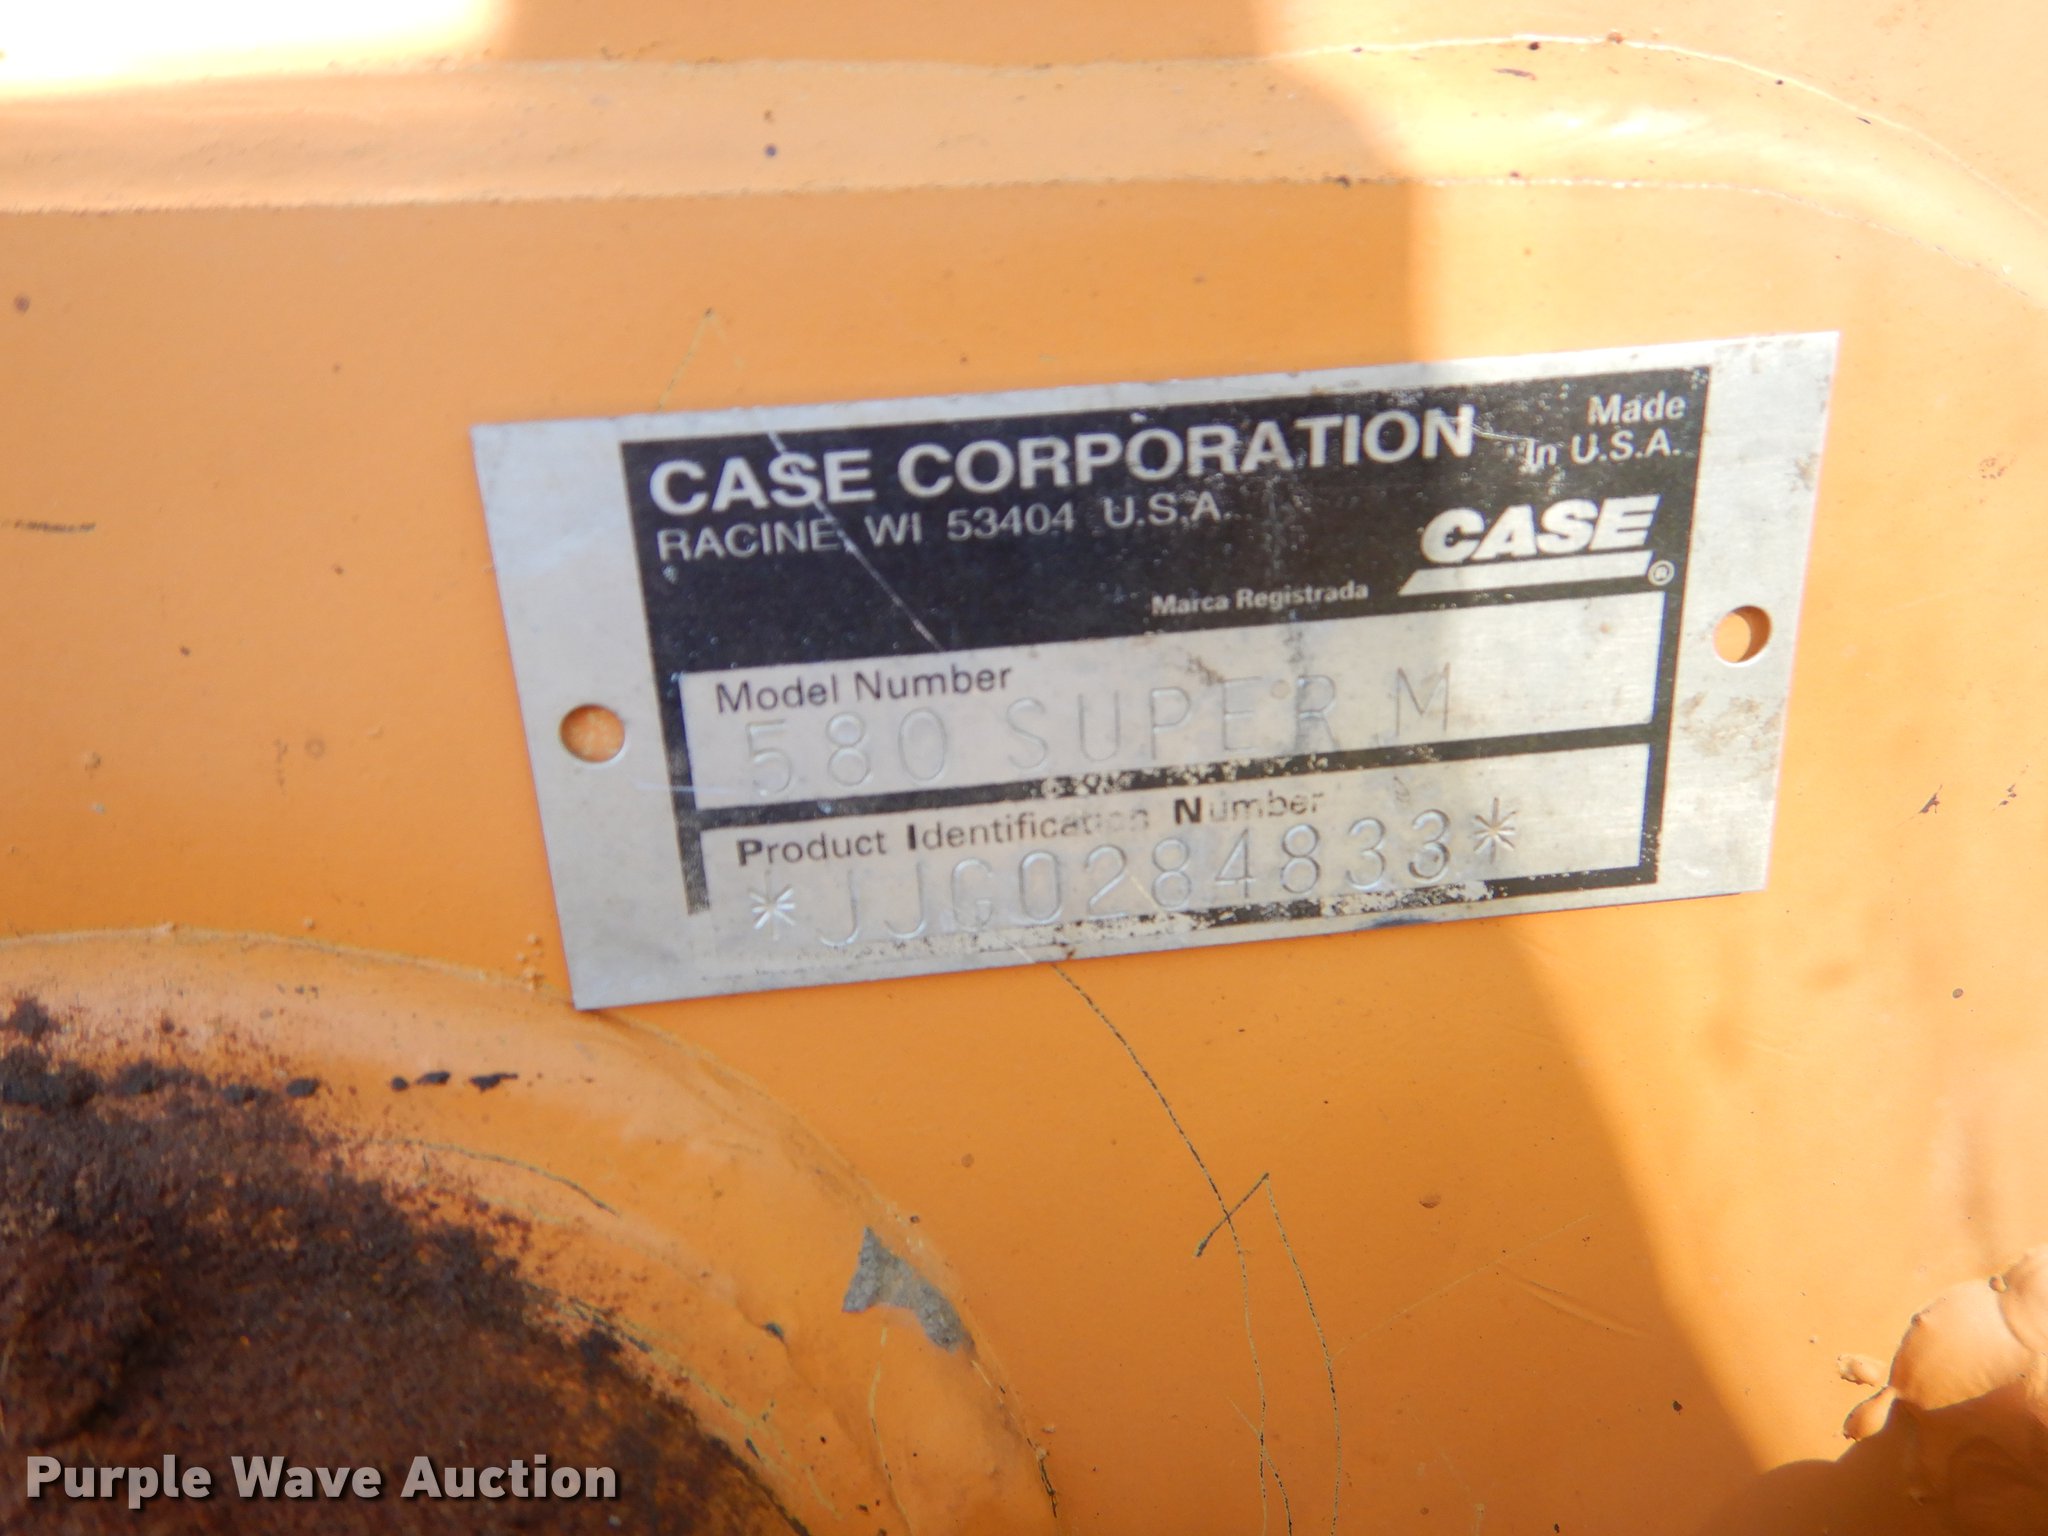 CASE CORPORATION
Made
In U.S.A.
RACINE, WI 53404 U.S.A.
CASE
®
Marca Registrada
Model Number
580 SUPER M
Product Identification Number
*JJG0284833*
Purple Wave Auction